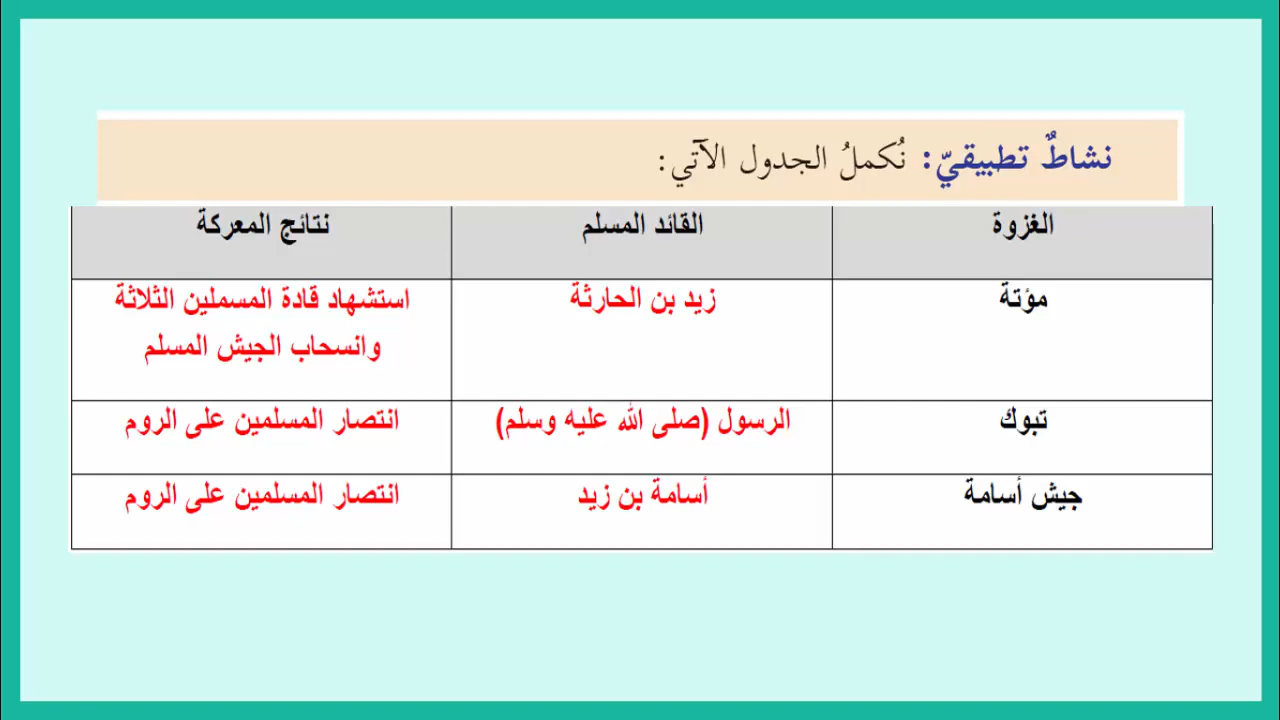 نشاطٌ تطبيقيّ: نُكملُ الجدول الآتي:
الغزوة القائد المسلم نتائج المعركة
مؤتة زيد بن الحارثة استشهاد قادة المسملين الثلاثة
وانسحاب الجيش المسلم
تبوك الرسول (صلى الله عليه وسلم) انتصار المسلمين على الروم
جيش أسامة أسامة بن زيد انتصار المسلمين على الروم